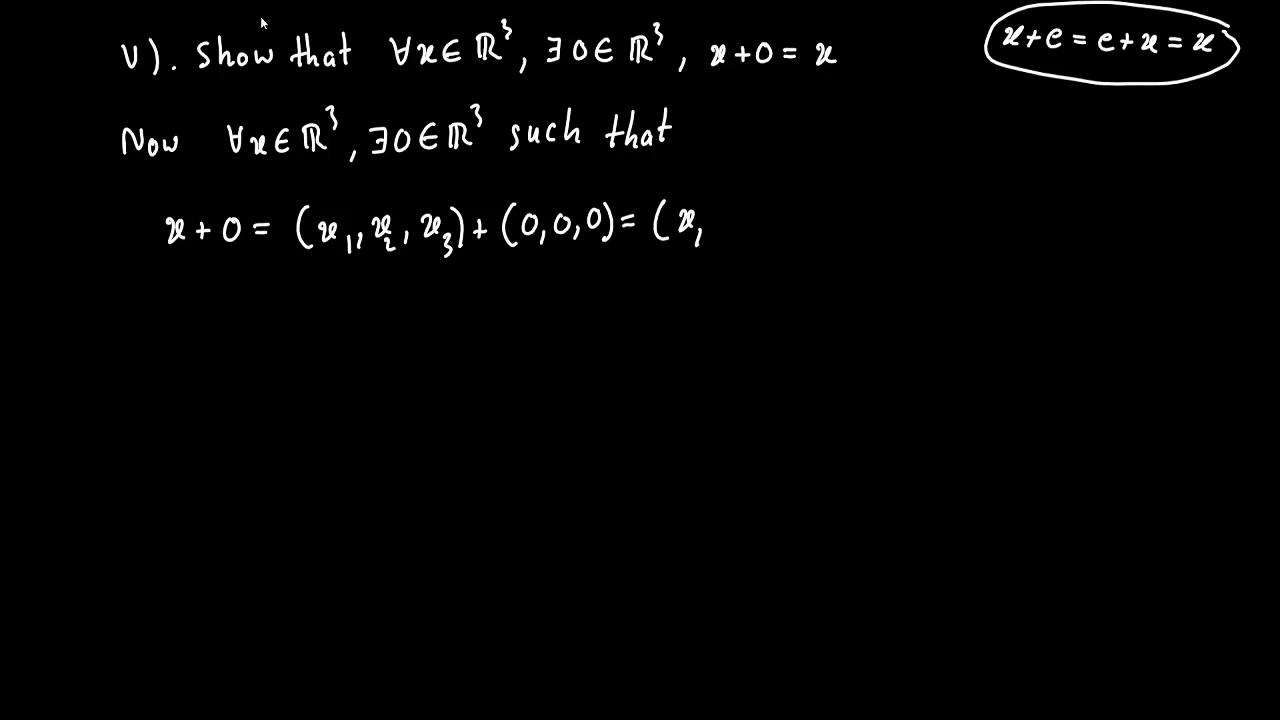 V). Show that ∀x∈ℝ³, ∃0∈ℝ³, x+0 = x
x+e = e+x = x
Now ∀x∈ℝ³, ∃0∈ℝ³ such that
x+0 = (x₁, x₂, x₃)+(0,0,0) = (x₁